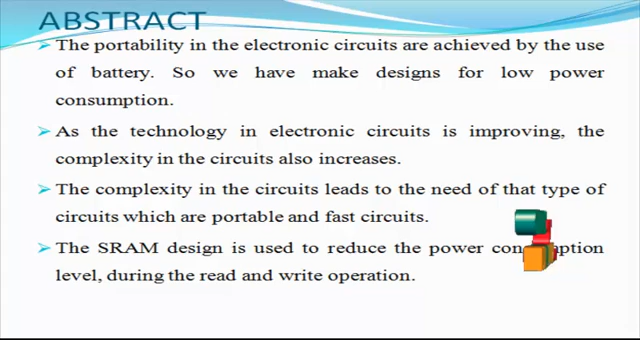 ABSTRACT
The portability in the electronic circuits are achieved by the use
of battery. So we have make designs for low power
consumption.
As the technology in electronic circuits is improving, the
complexity in the circuits also increases.
The complexity in the circuits leads to the need of that type of
circuits which are portable and fast circuits.
The SRAM design is used to reduce the power consumption
level, during the read and write operation.